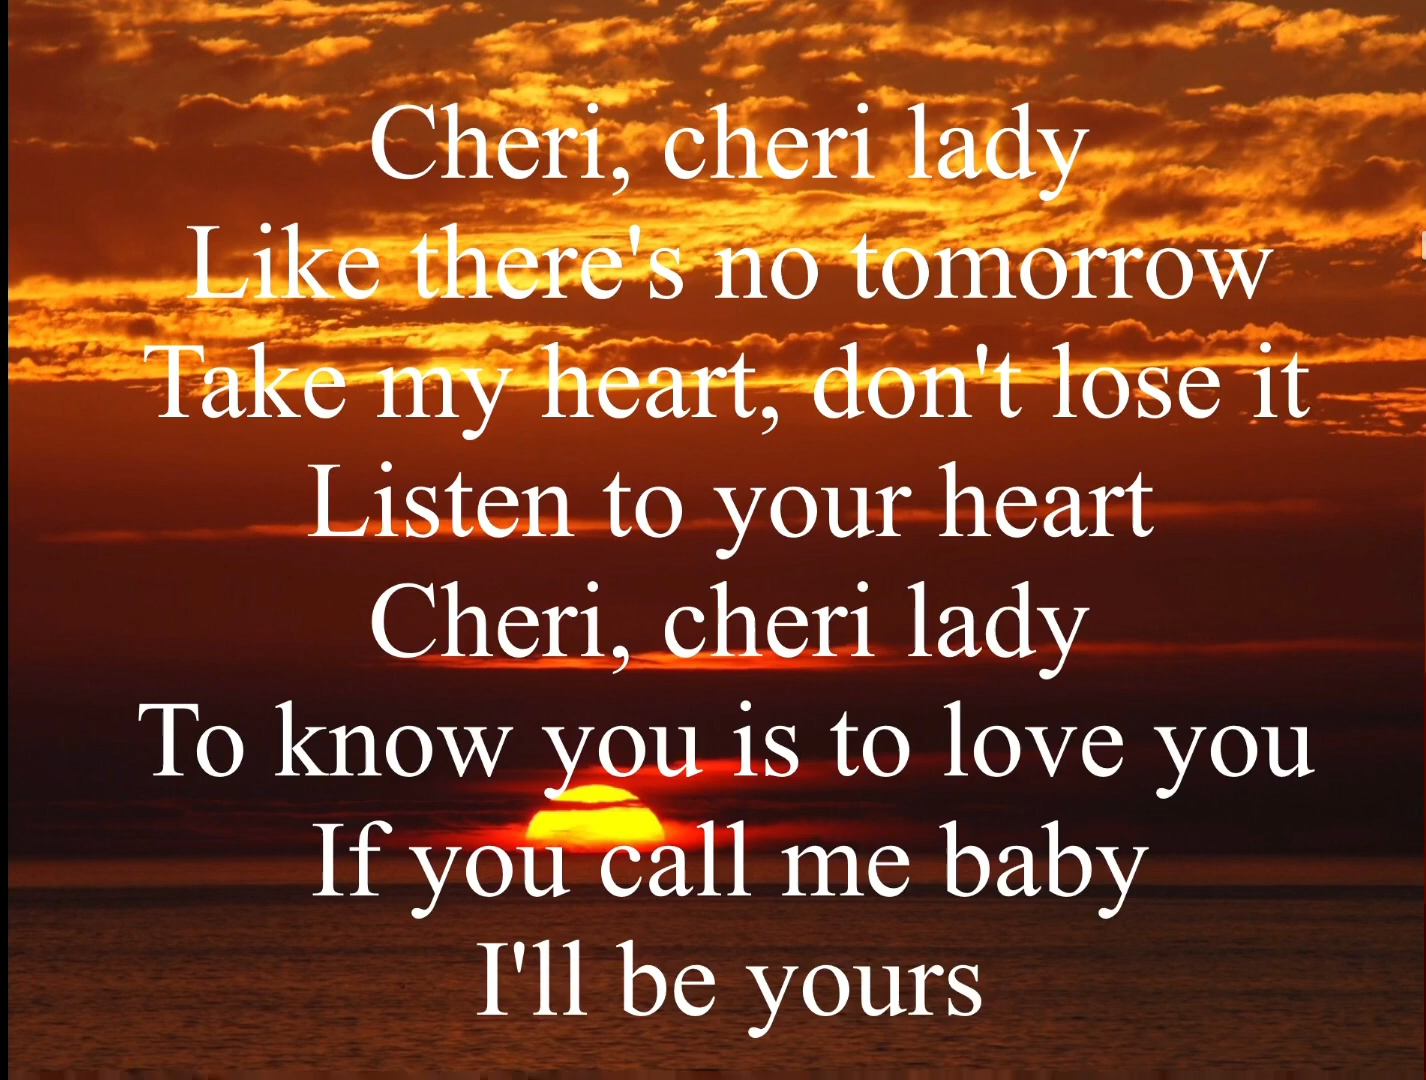 Cheri, cheri lady
Like there's no tomorrow
Take my heart, don't lose it
Listen to your heart
Cheri, cheri lady
To know you is to love you
If you call me baby
I'll be yours